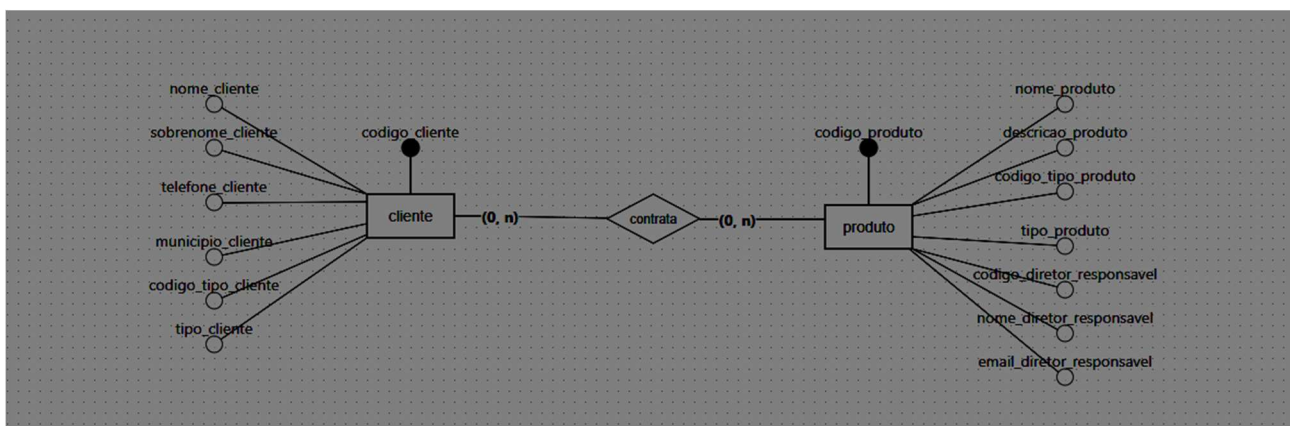 nome_cliente
sobrenome_cliente
codigo_cliente
telefone_cliente
municipio_cliente
codigo_tipo_cliente
tipo_cliente
cliente
(0, n)
contrata
(0, n)
produto
codigo_produto
nome_produto
descricao_produto
codigo_tipo_produto
tipo_produto
codigo_diretor_responsavel
nome_diretor_responsavel
email_diretor_responsavel